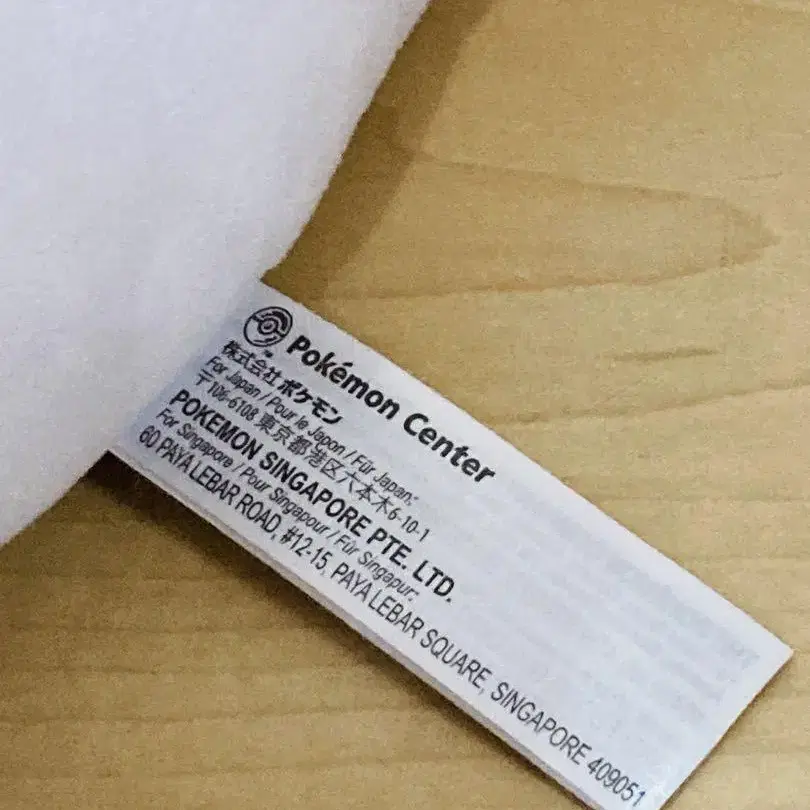 Pokémon Center
TM
株式会社ポケモン
For Japan / Pour le Japon / Für Japan:
〒106-6108 東京都港区六本木6-10-1
POKEMON SINGAPORE PTE. LTD.
For Singapore / Pour Singapour / Für Singapur:
60 PAYA LEBAR ROAD, #12-15, PAYA LEBAR SQUARE, SINGAPORE 409051